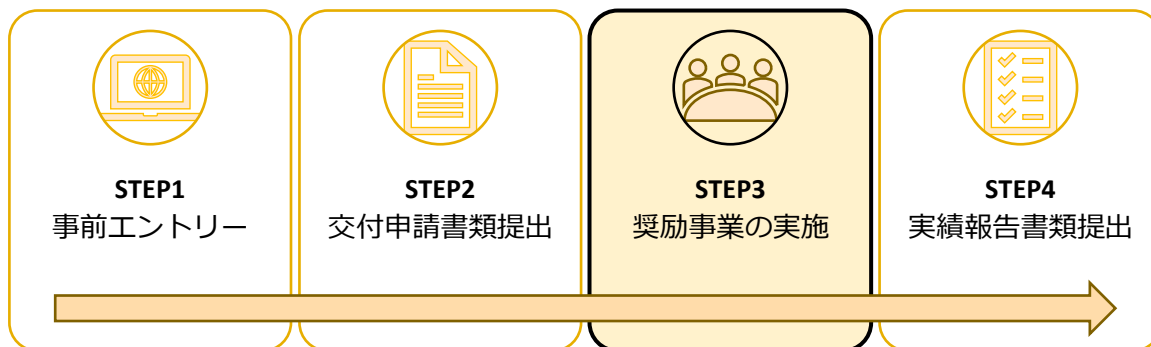 STEP1
事前エントリー
STEP2
交付申請書類提出
STEP3
奨励事業の実施
STEP4
実績報告書類提出